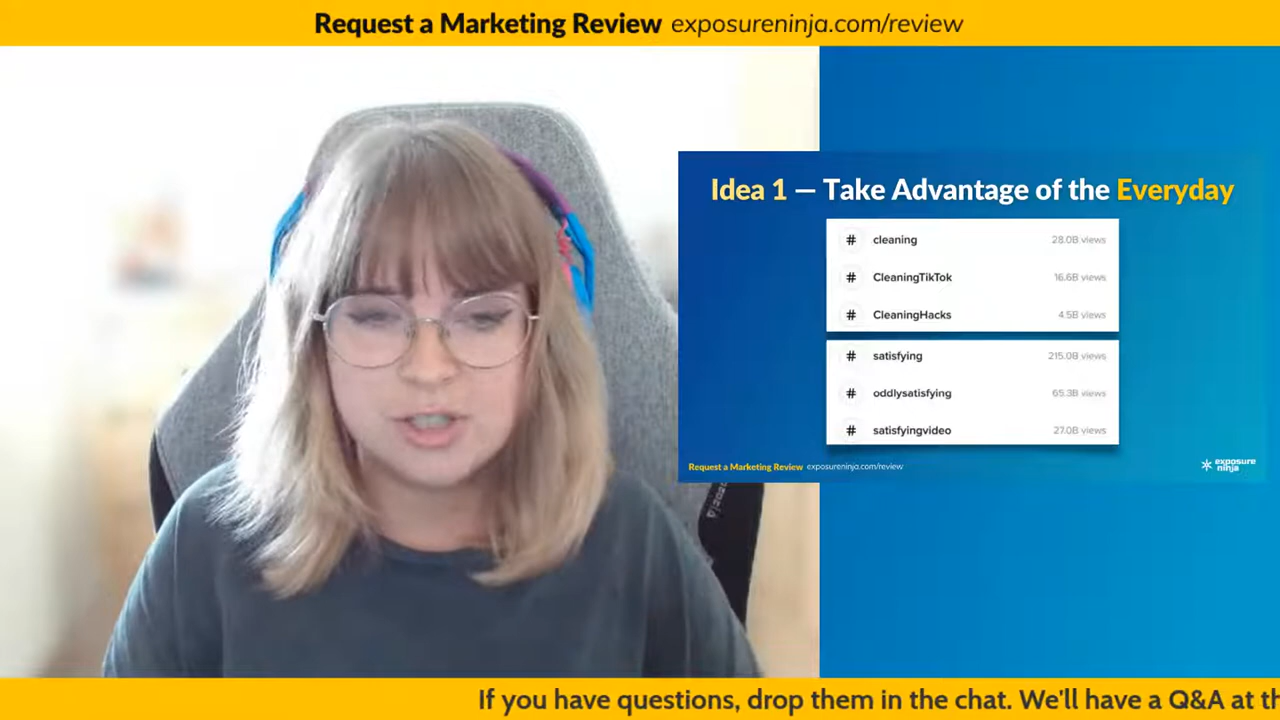 Request a Marketing Review exposureninja.com/review
Idea 1 — Take Advantage of the Everyday
# cleaning 28.0B views
# CleaningTikTok 16.6B views
# CleaningHacks 4.5B views
# satisfying 215.0B views
# oddlysatisfying 65.3B views
# satisfyingvideo 27.0B views
Request a Marketing Review exposureninja.com/review
exposure
ninja
If you have questions, drop them in the chat. We'll have a Q&A at th